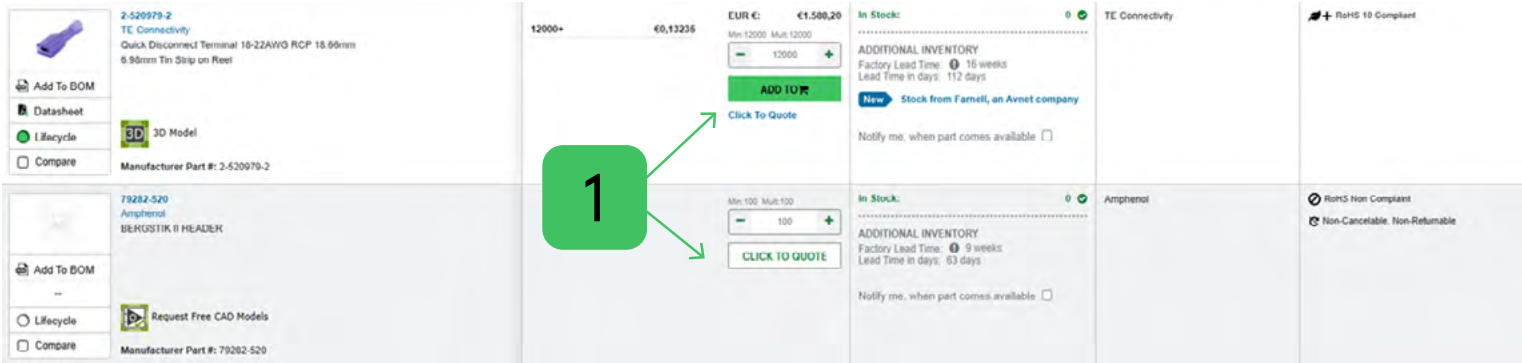 2-520979-2
TE Connectivity
Quick Disconnect Terminal 18-22AWG RCP 18.66mm
6.98mm Tin Strip on Reel
Add To BOM
Datasheet
Lifecycle
Compare
3D 3D Model
Manufacturer Part #: 2-520979-2
12000+ €0,13235
EUR €: €1.588,20
Min:12000 Mult:12000
− 12000 +
ADD TO
Click To Quote
In Stock: 0
ADDITIONAL INVENTORY
Factory Lead Time: 16 weeks
Lead Time in days: 112 days
New Stock from Farnell, an Avnet company
Notify me, when part comes available
TE Connectivity
RoHS 10 Compliant
1
79282-520
Amphenol
BERGSTIK II HEADER
Add To BOM
--
Lifecycle
Compare
Request Free CAD Models
Manufacturer Part #: 79282-520
Min:100 Mult:100
− 100 +
CLICK TO QUOTE
In Stock: 0
ADDITIONAL INVENTORY
Factory Lead Time: 9 weeks
Lead Time in days: 63 days
Notify me, when part comes available
Amphenol
RoHS Non Compliant
Non-Cancelable, Non-Returnable